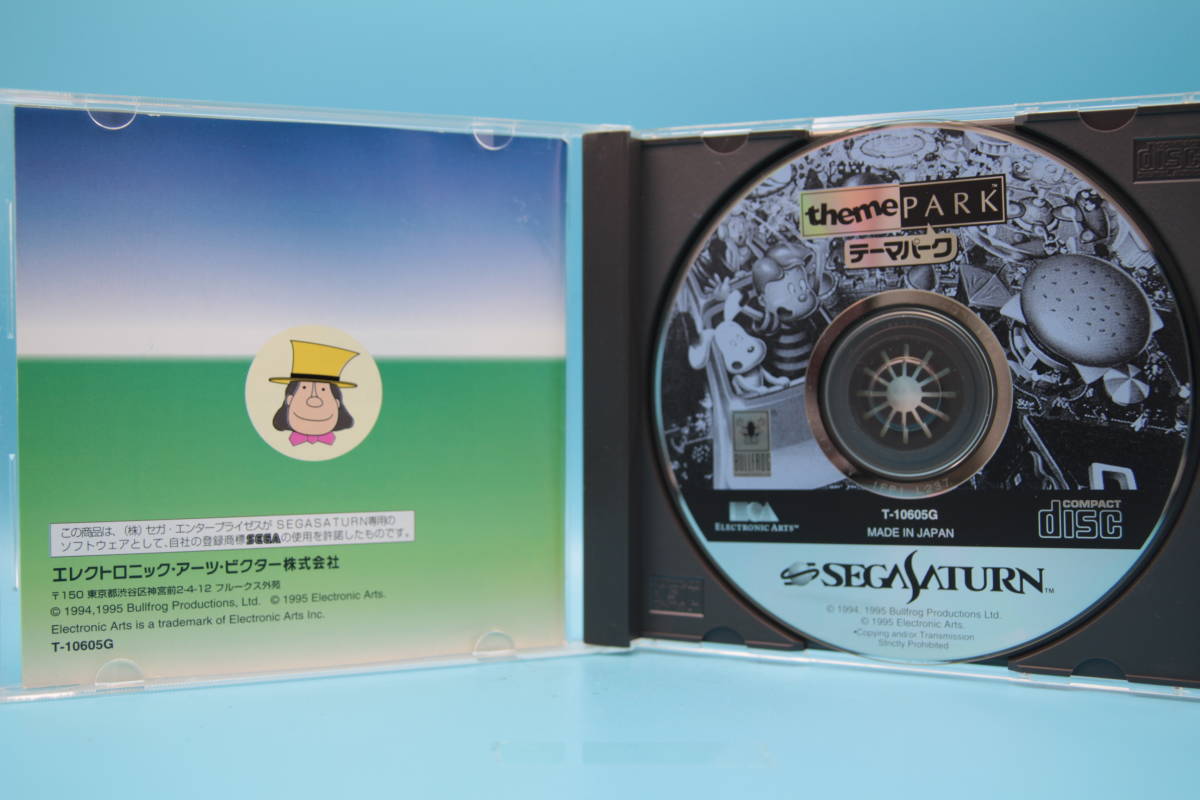 この商品は、(株)セガ・エンタープライゼスが SEGASATURN専用の
ソフトウェアとして、自社の登録商標SEGAの使用を許諾したものです。
エレクトロニック・アーツ・ビクター株式会社
〒150 東京都渋谷区神宮前2-4-12 フルークス外苑
© 1994,1995 Bullfrog Productions, Ltd. © 1995 Electronic Arts.
Electronic Arts is a trademark of Electronic Arts Inc.
T-10605G
theme PARK™
テーマパーク
BULLFROG
ELECTRONIC ARTS™
T-10605G
MADE IN JAPAN
COMPACT
disc
SEGASATURN™
© 1994, 1995 Bullfrog Productions Ltd.
© 1995 Electronic Arts.
•Copying and/or Transmission
Strictly Prohibited
disc